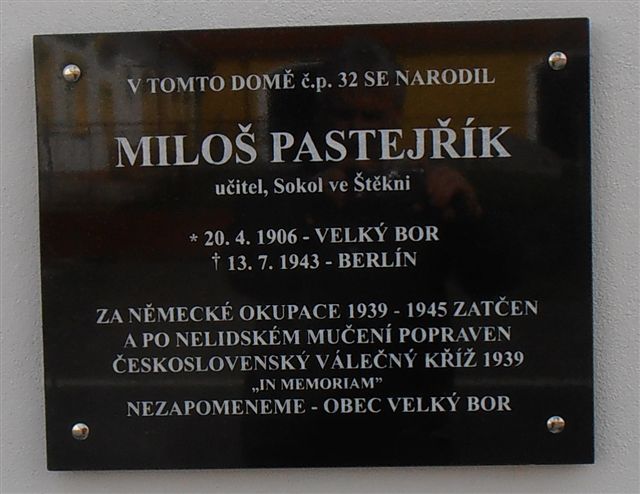 V TOMTO DOMĚ č.p. 32 SE NARODIL
MILOŠ PASTEJŘÍK
učitel, Sokol ve Štěkni
* 20. 4. 1906 - VELKÝ BOR
† 13. 7. 1943 - BERLÍN
ZA NĚMECKÉ OKUPACE 1939 - 1945 ZATČEN
A PO NELIDSKÉM MUČENÍ POPRAVEN
ČESKOSLOVENSKÝ VÁLEČNÝ KŘÍŽ 1939
„IN MEMORIAM”
NEZAPOMENEME - OBEC VELKÝ BOR